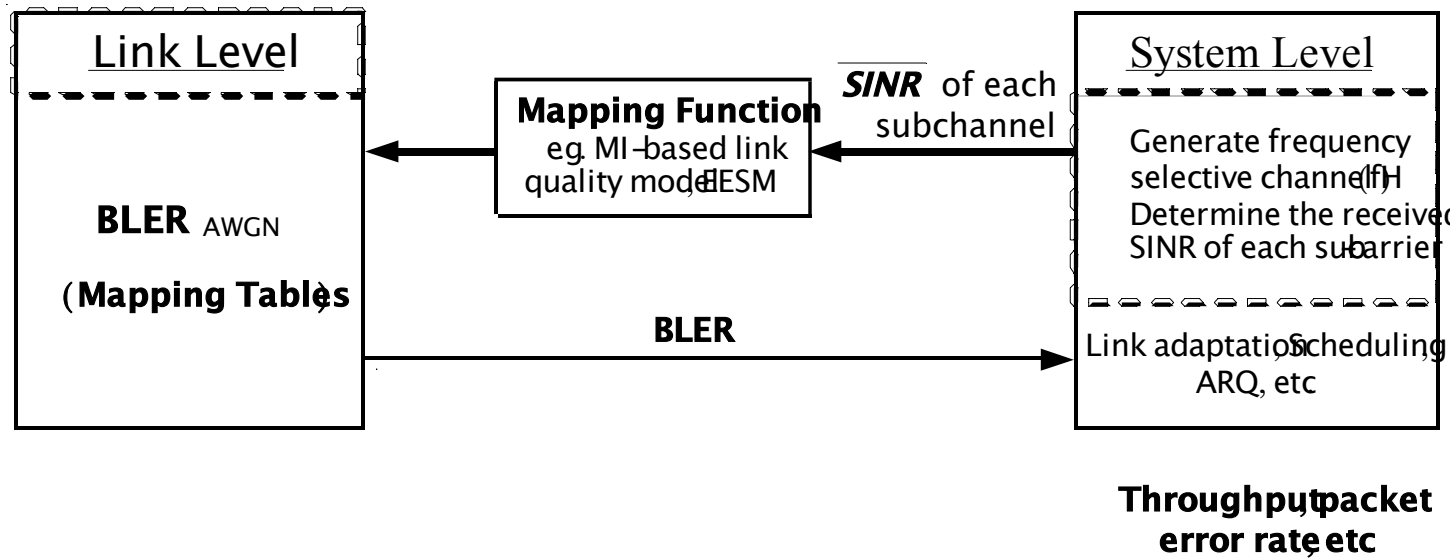 Link Level
BLER AWGN
(Mapping Tables)
Mapping Function
eg. MI-based link
quality model, EESM
SINR of each
subchannel
BLER
System Level
Generate frequency
selective channel H(f)
Determine the received
SINR of each sub-barrier
Link adaptation, Scheduling,
ARQ, etc
Throughput, packet
error rate, etc